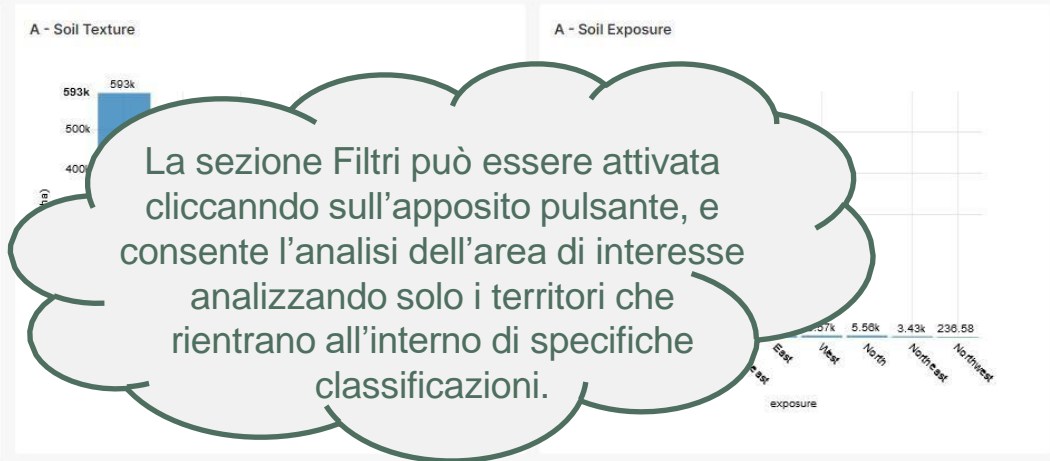 A - Soil Texture
A - Soil Exposure
593k
593k
500k
400k
La sezione Filtri può essere attivata
cliccanndo sull'apposito pulsante, e
consente l'analisi dell'area di interesse
analizzando solo i territori che
rientrano all'interno di specifiche
classificazioni.
5.56k
3.43k
236.58
East
West
North
Northeast
Northwest
exposure